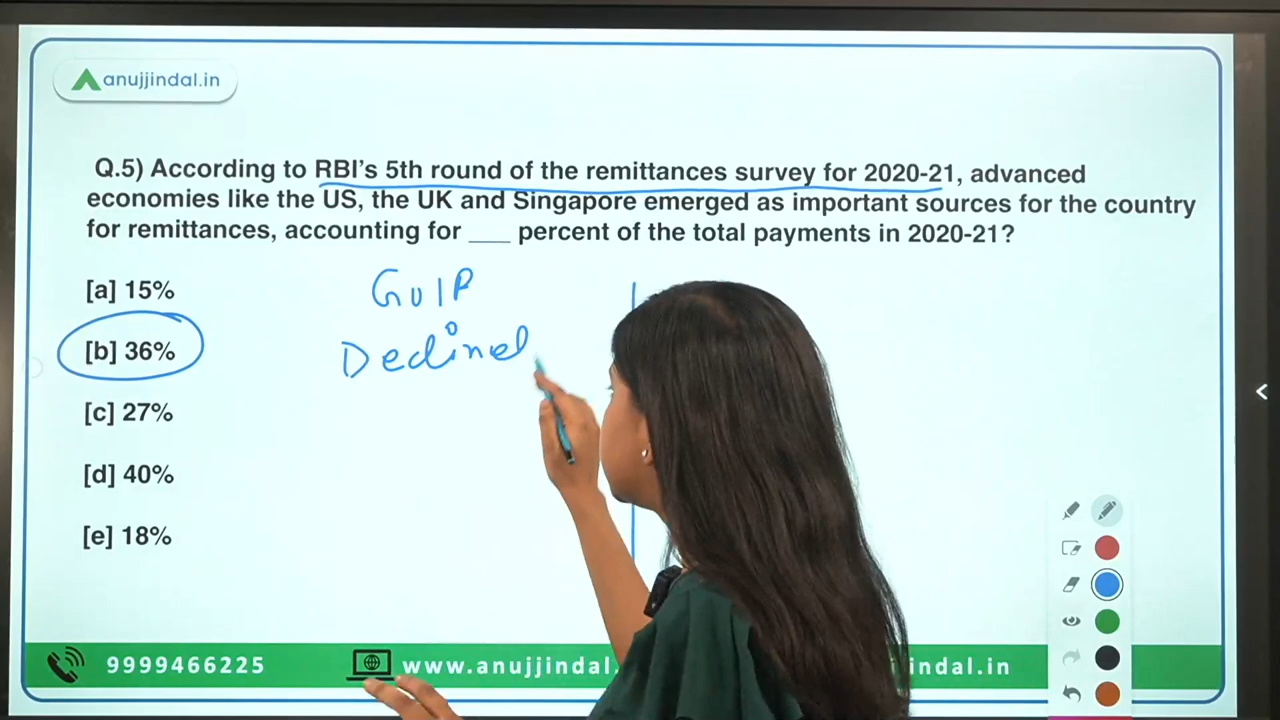 anujjindal.in
Q.5) According to RBI's 5th round of the remittances survey for 2020-21, advanced
economies like the US, the UK and Singapore emerged as important sources for the country
for remittances, accounting for ___ percent of the total payments in 2020-21?
[a] 15%
[b] 36%
[c] 27%
[d] 40%
[e] 18%
Gulf
Declined
9999466225
www.anujjindal.
ndal.in